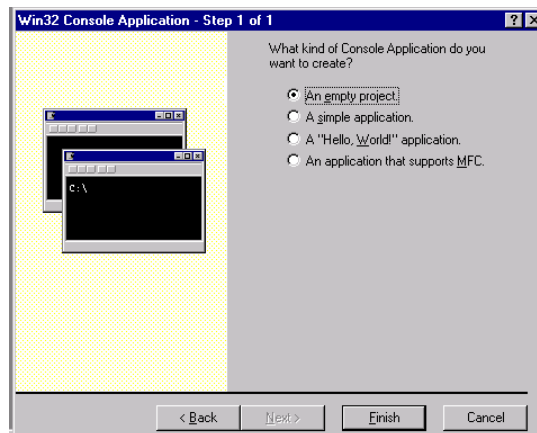 Win32 Console Application - Step 1 of 1
What kind of Console Application do you
want to create?
An empty project.
A simple application.
A "Hello, World!" application.
An application that supports MFC.
C:\
< Back
Next >
Finish
Cancel